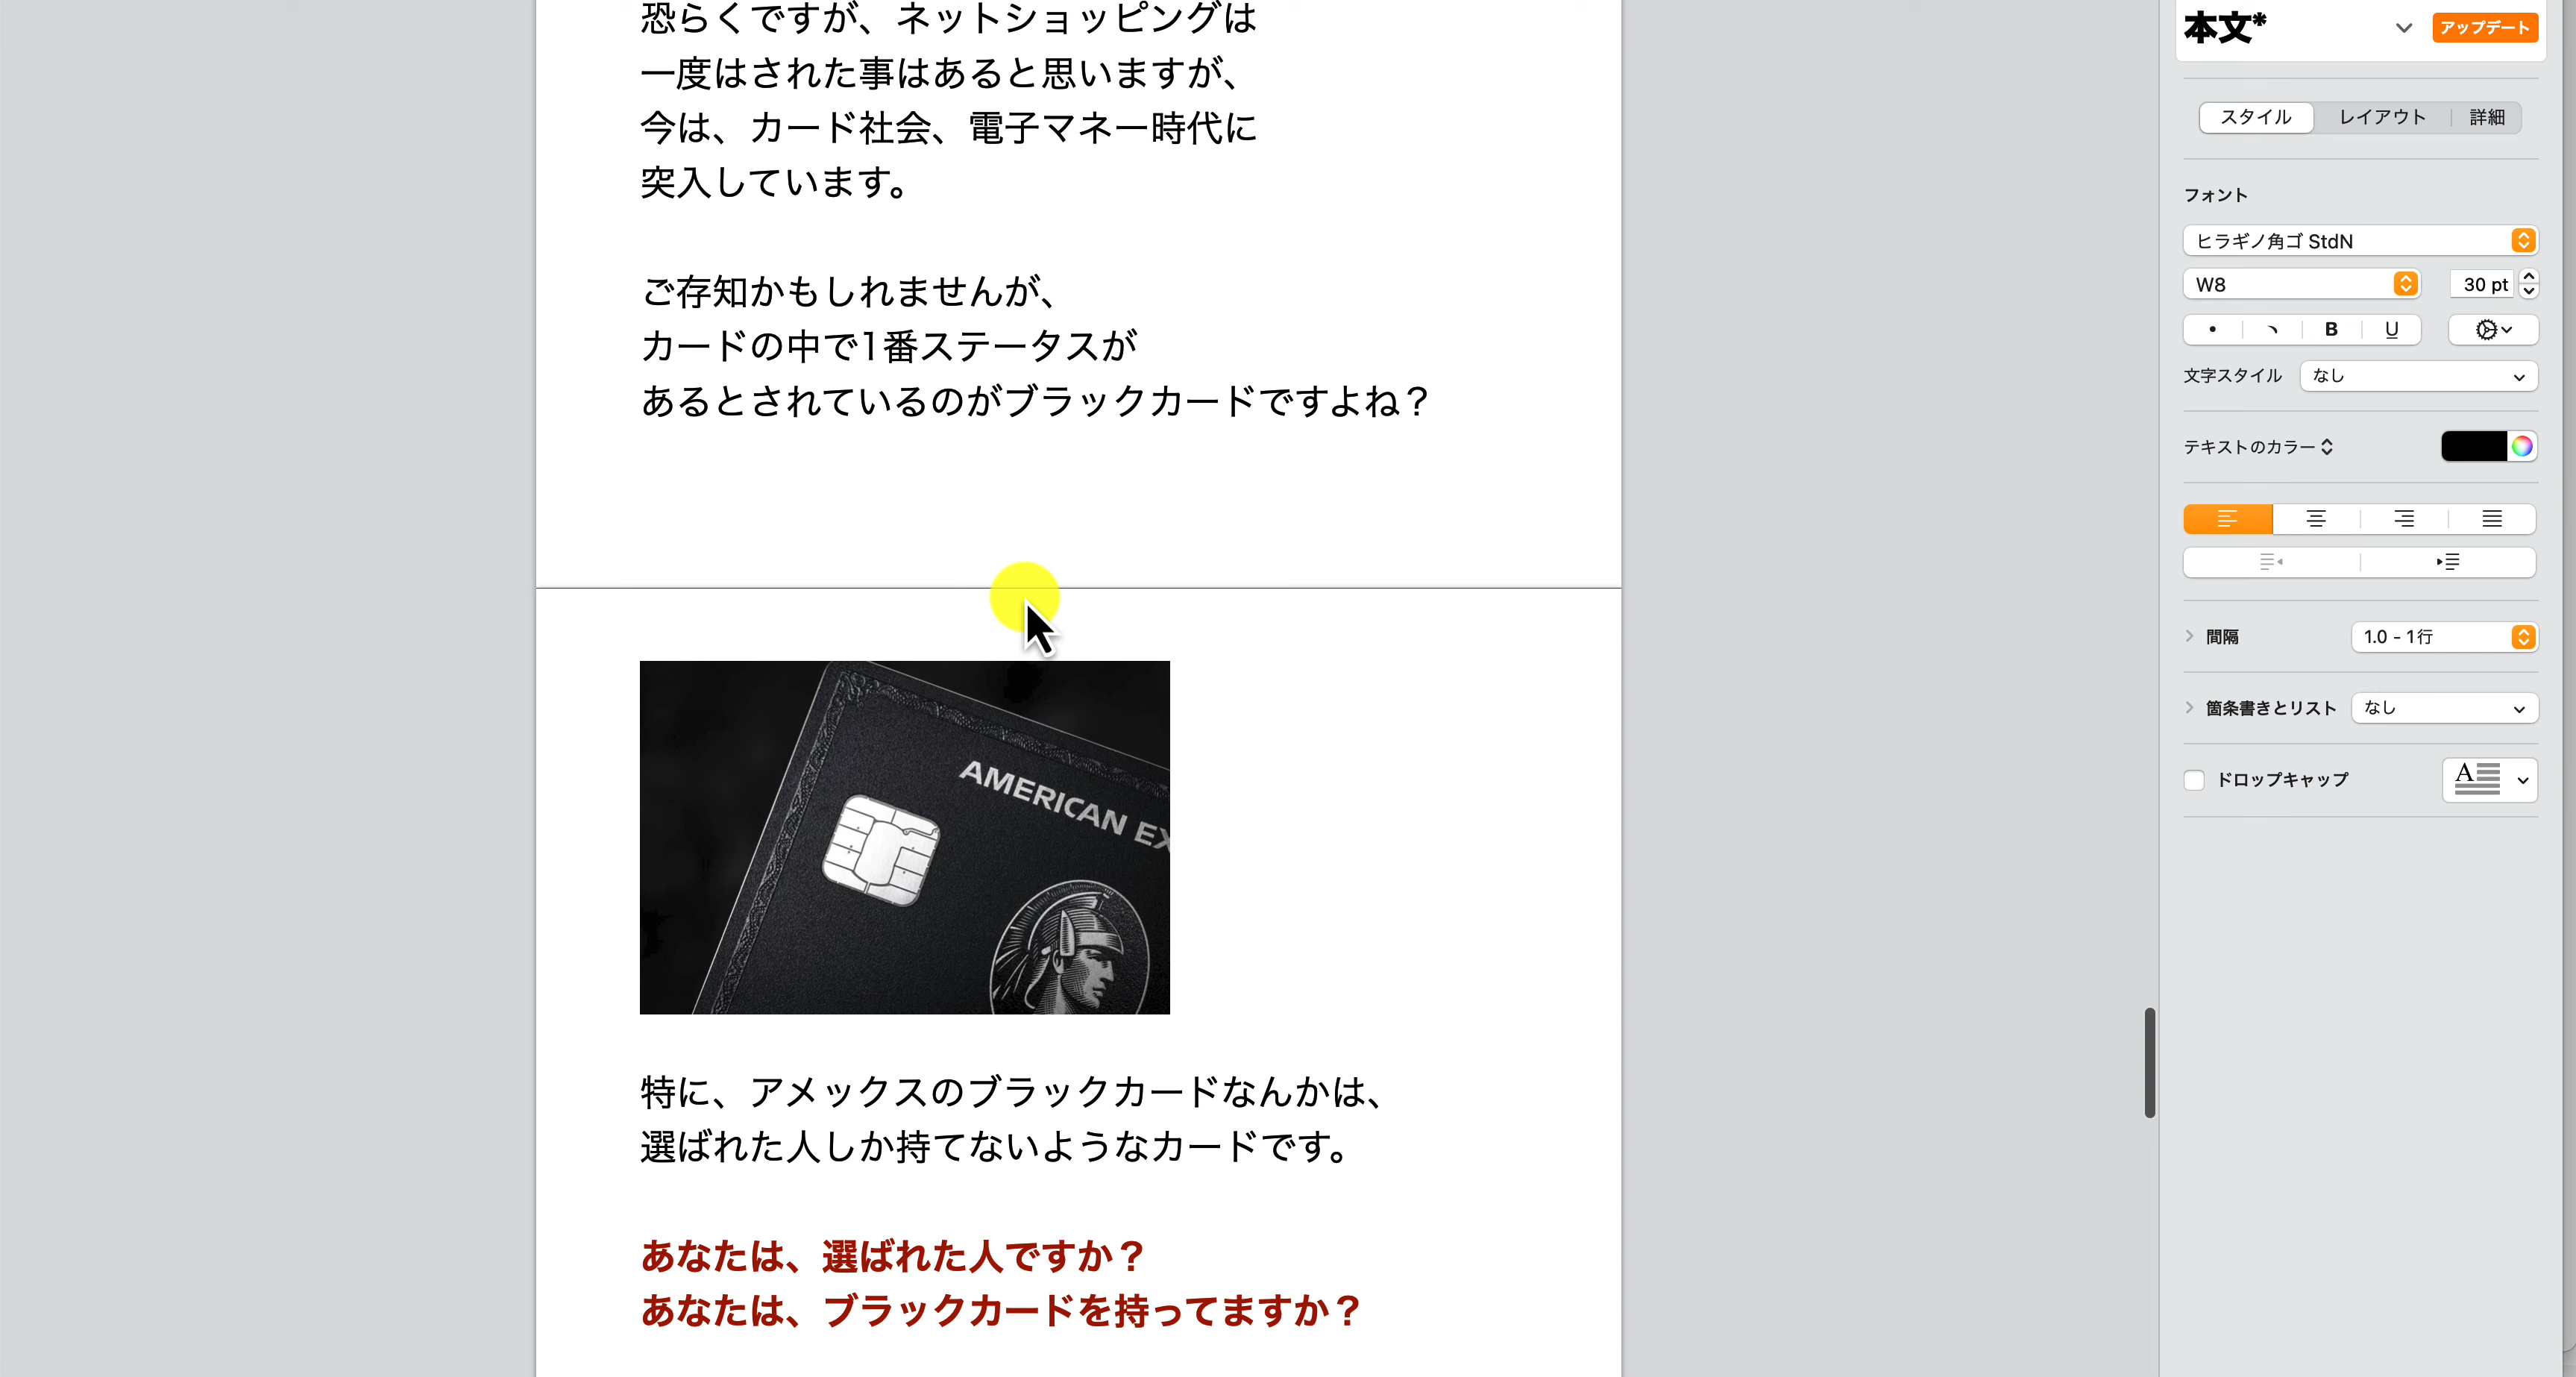 恐らくですが、ネットショッピングは
一度はされた事はあると思いますが、
今は、カード社会、電子マネー時代に
突入しています。
ご存知かもしれませんが、
カードの中で1番ステータスが
あるとされているのがブラックカードですよね？
AMERICAN EX
特に、アメックスのブラックカードなんかは、
選ばれた人しか持てないようなカードです。
あなたは、選ばれた人ですか？
あなたは、ブラックカードを持ってますか？
本文*
アップデート
スタイル レイアウト 詳細
フォント
ヒラギノ角ゴ StdN
W8 30 pt
B U
文字スタイル なし
テキストのカラー
間隔 1.0 - 1行
箇条書きとリスト なし
ドロップキャップ
A